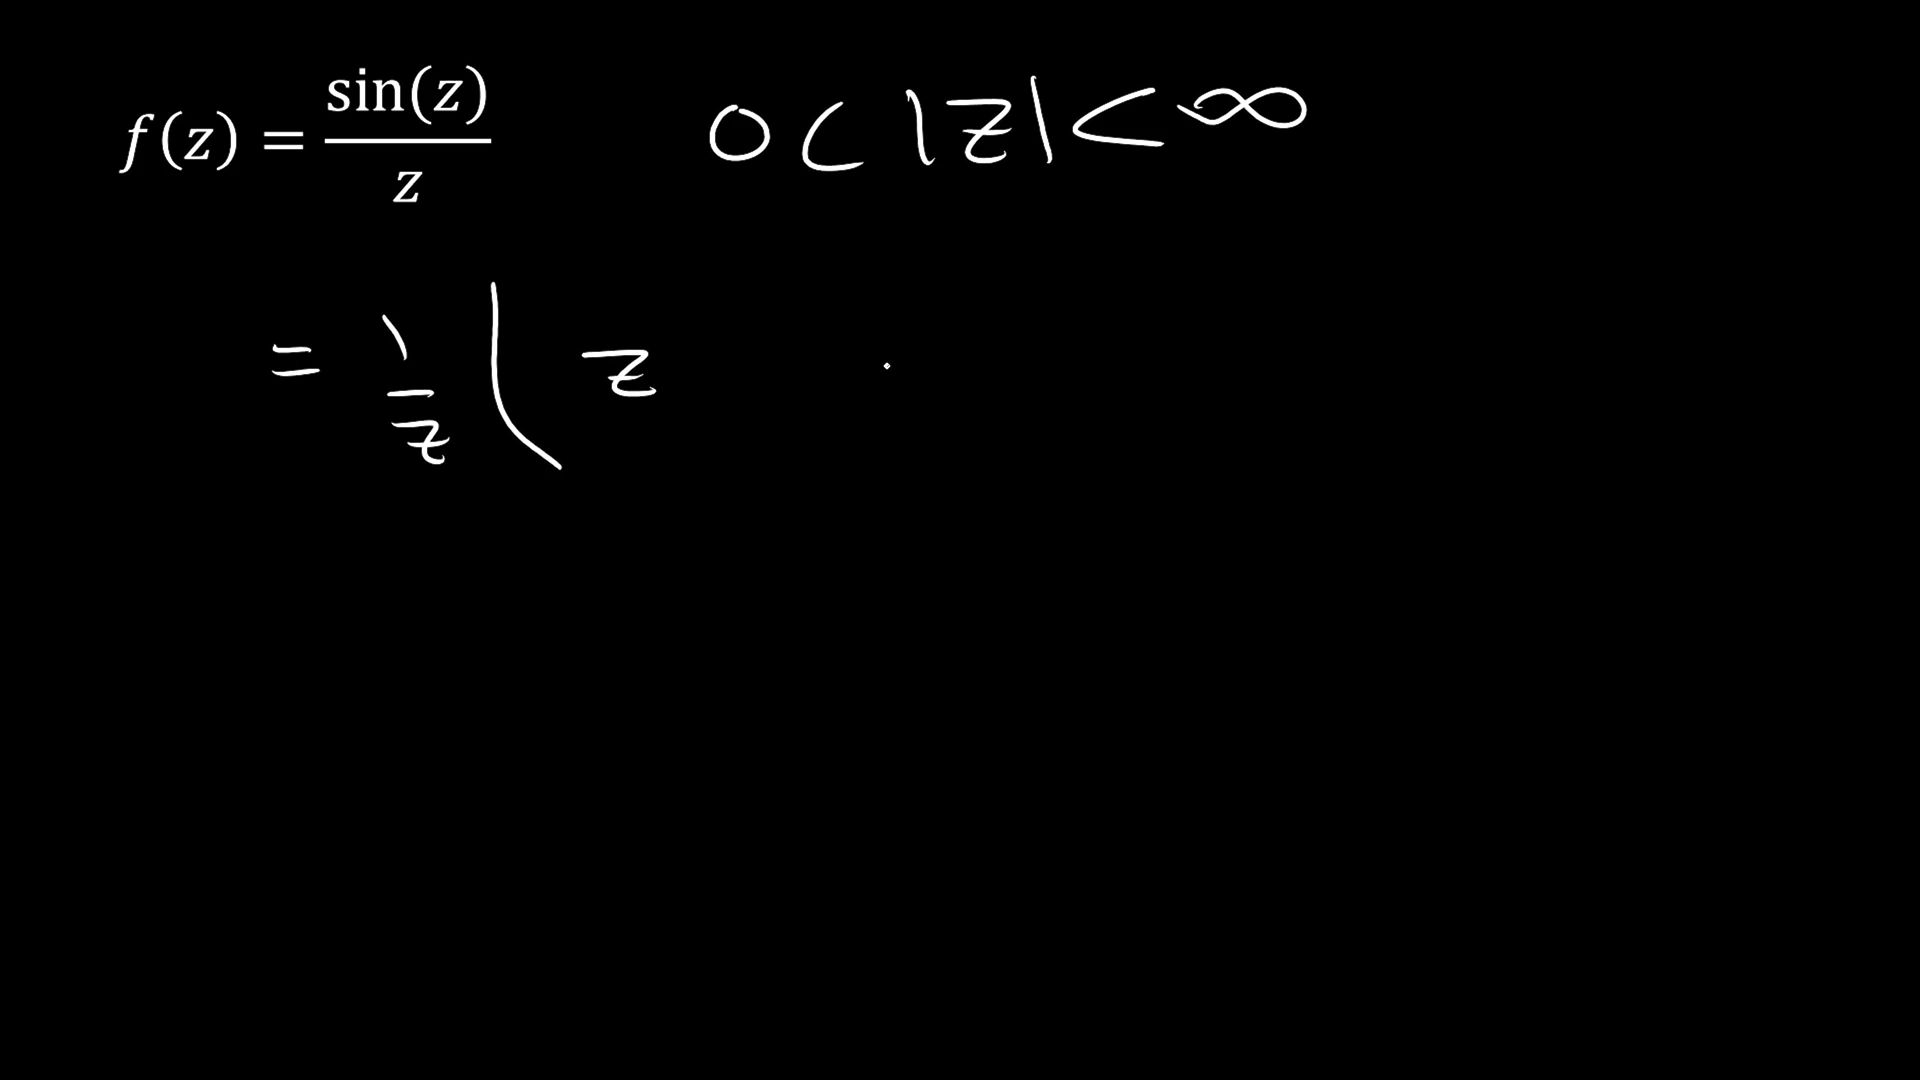 f(z) = sin(z)/z 0 < |z| < ∞
= 1/z ( z